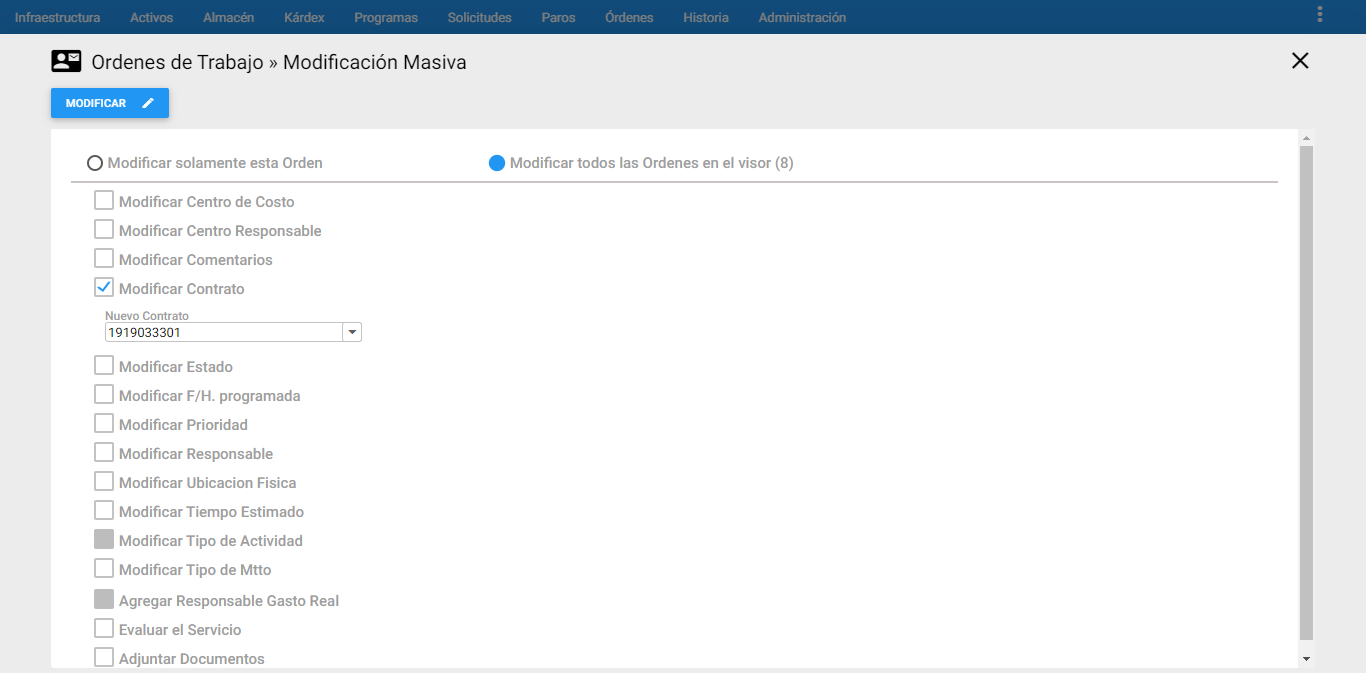 Infraestructura Activos Almacén Kárdex Programas Solicitudes Paros Órdenes Historia Administración
Ordenes de Trabajo » Modificación Masiva
MODIFICAR
Modificar solamente esta Orden Modificar todos las Ordenes en el visor (8)
Modificar Centro de Costo
Modificar Centro Responsable
Modificar Comentarios
Modificar Contrato
Nuevo Contrato
1919033301
Modificar Estado
Modificar F/H. programada
Modificar Prioridad
Modificar Responsable
Modificar Ubicacion Fisica
Modificar Tiempo Estimado
Modificar Tipo de Actividad
Modificar Tipo de Mtto
Agregar Responsable Gasto Real
Evaluar el Servicio
Adjuntar Documentos